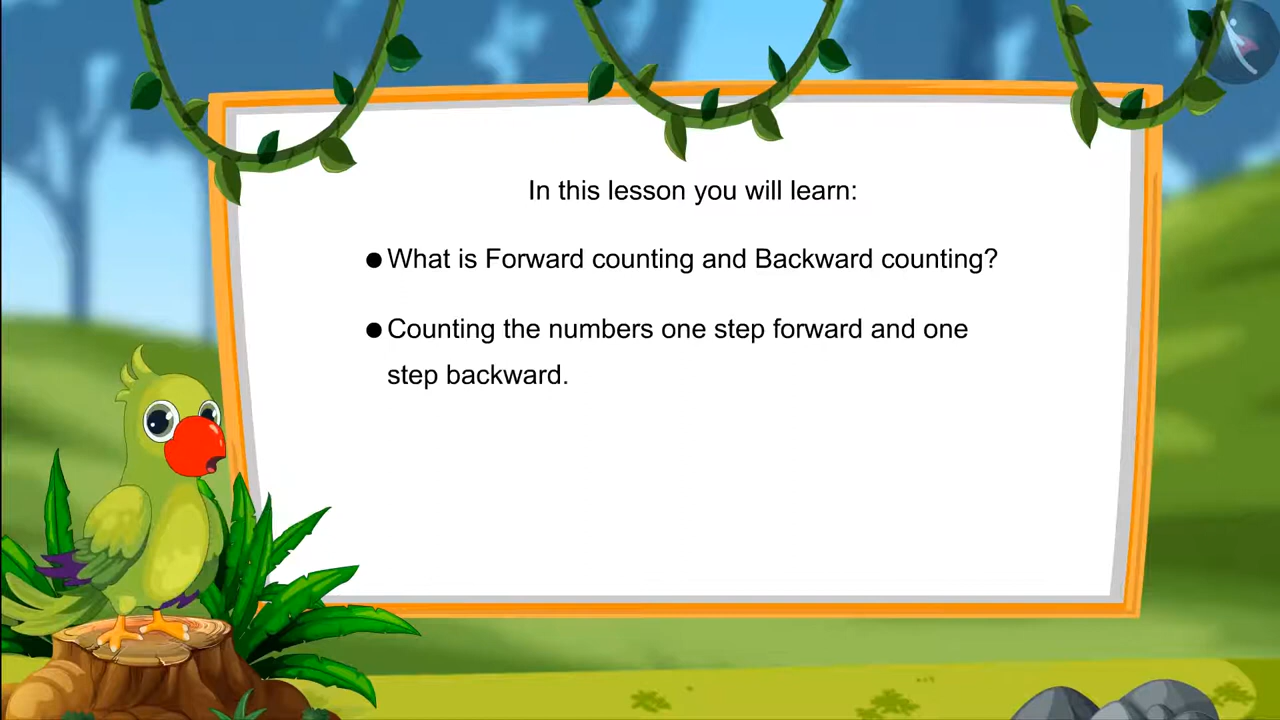 In this lesson you will learn:
●What is Forward counting and Backward counting?
●Counting the numbers one step forward and one
step backward.